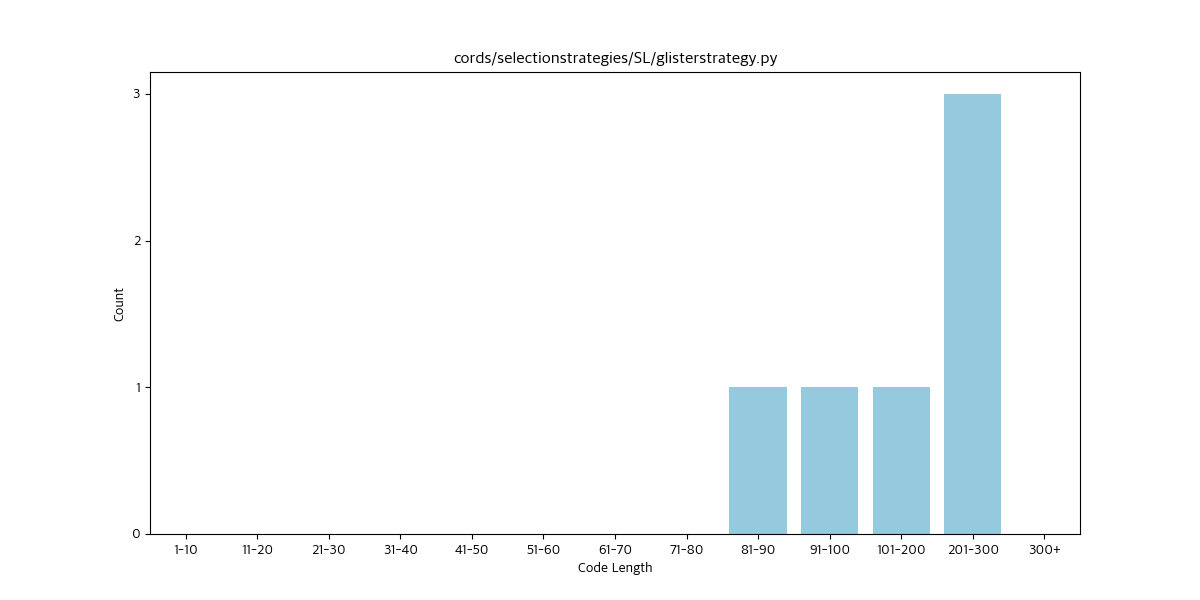 cords/selectionstrategies/SL/glisterstrategy.py
3
2
1
0
Count
1-10 11-20 21-30 31-40 41-50 51-60 61-70 71-80 81-90 91-100 101-200 201-300 300+
Code Length